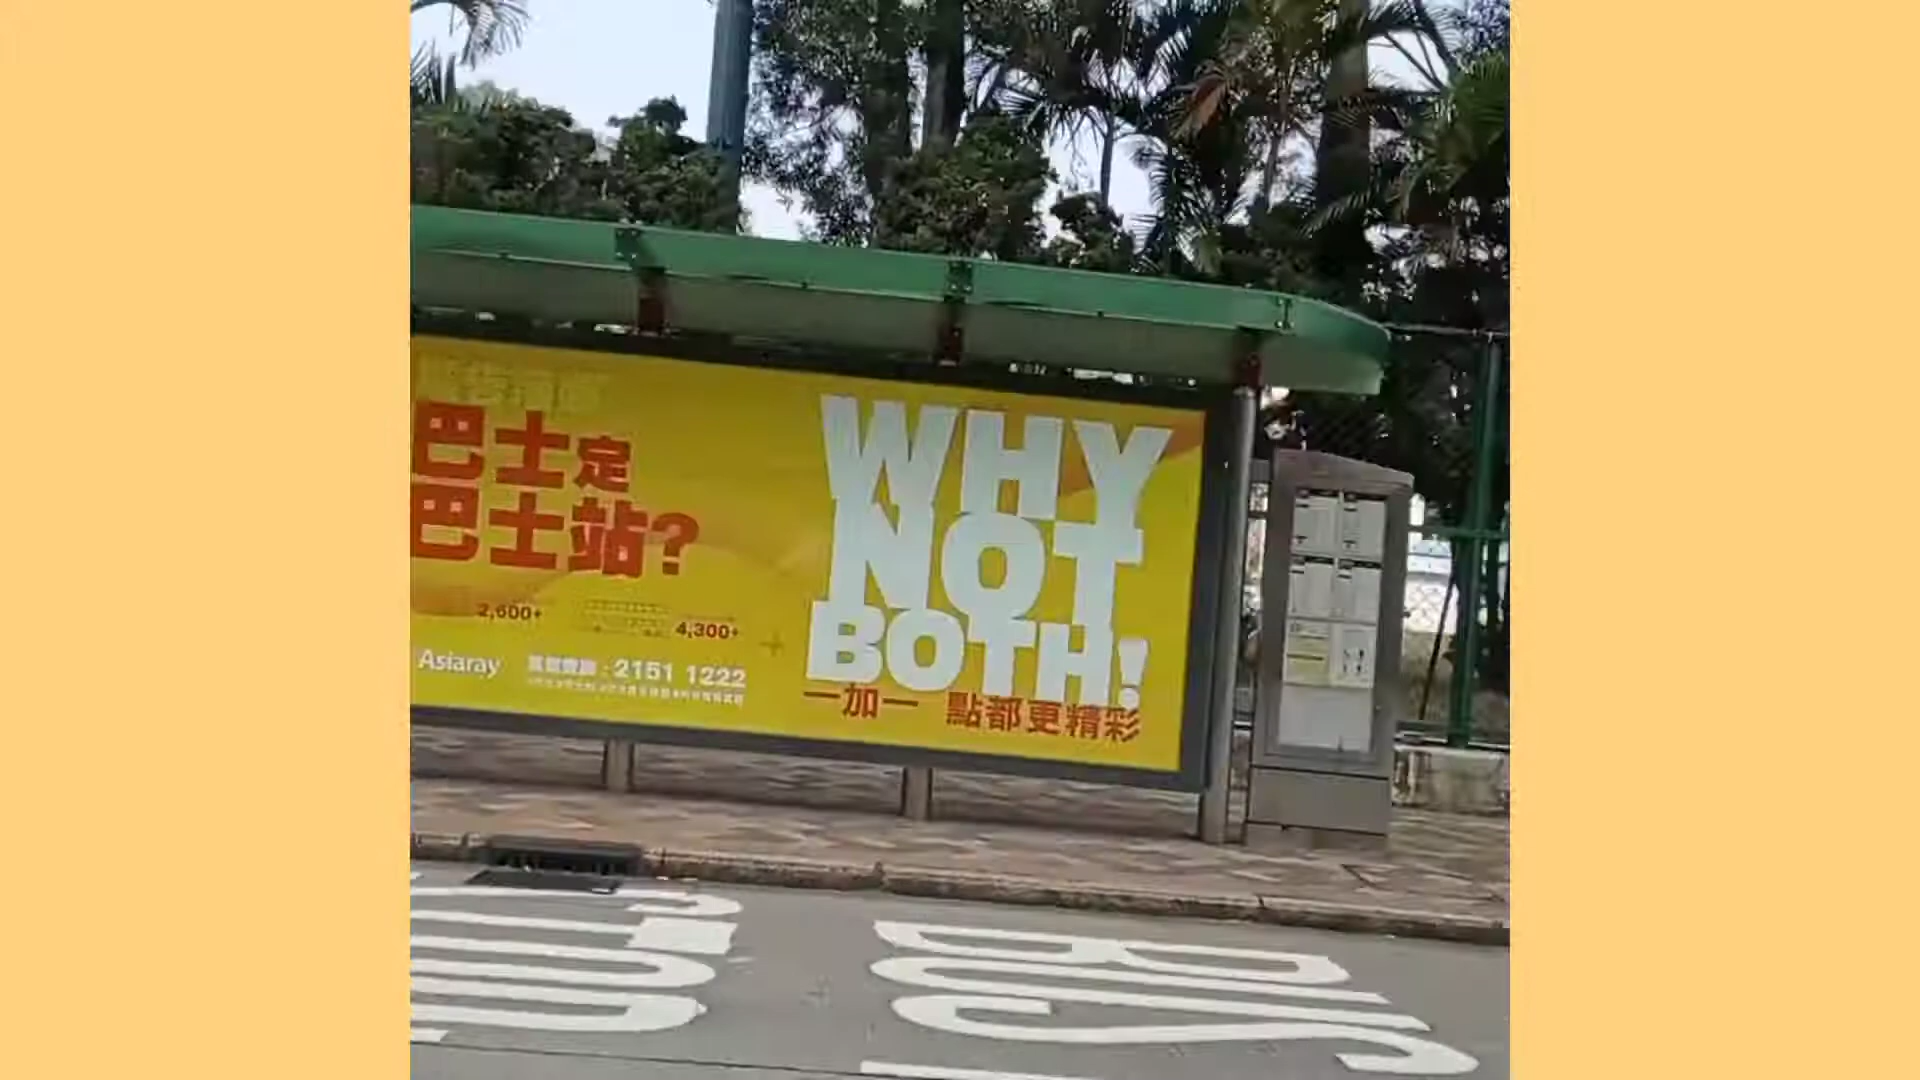 巴士定
巴士站?
2,600+
4,300+
Asiaray
2151 1222
WHY
NOT
BOTH!
一加一 點都更精彩
BUS